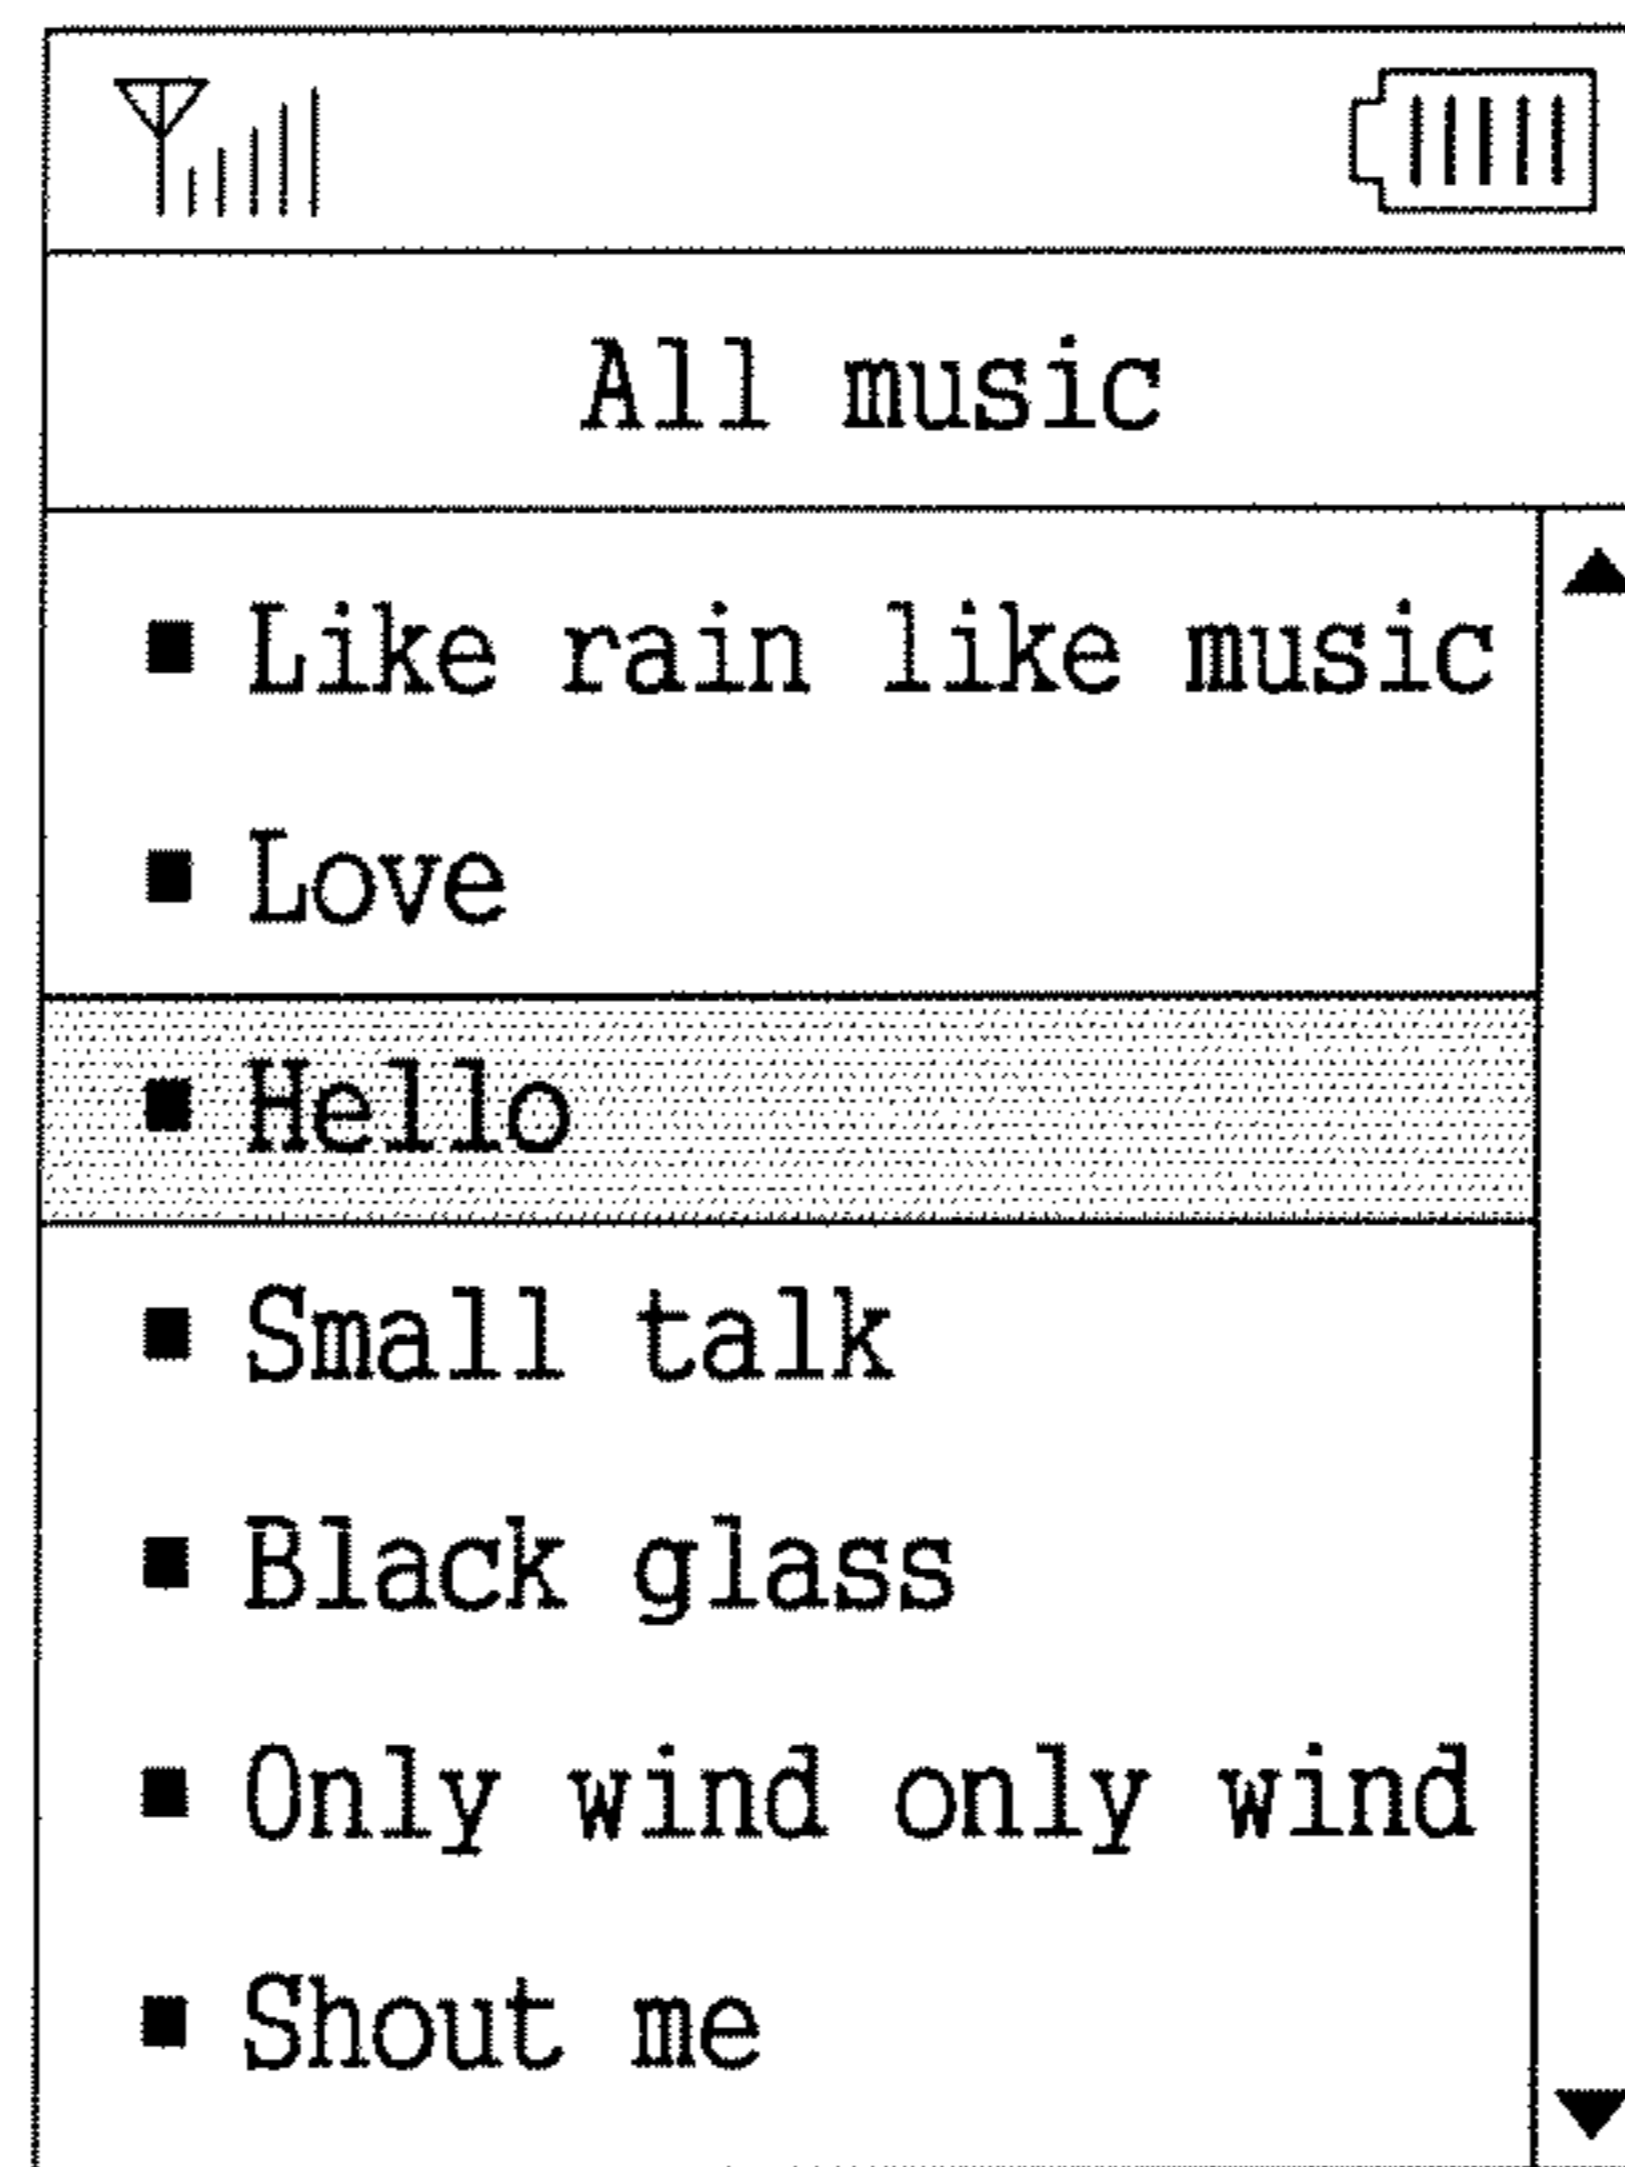 All music
■ Like rain like music
■ Love
■ Hello
■ Small talk
■ Black glass
■ Only wind only wind
■ Shout me